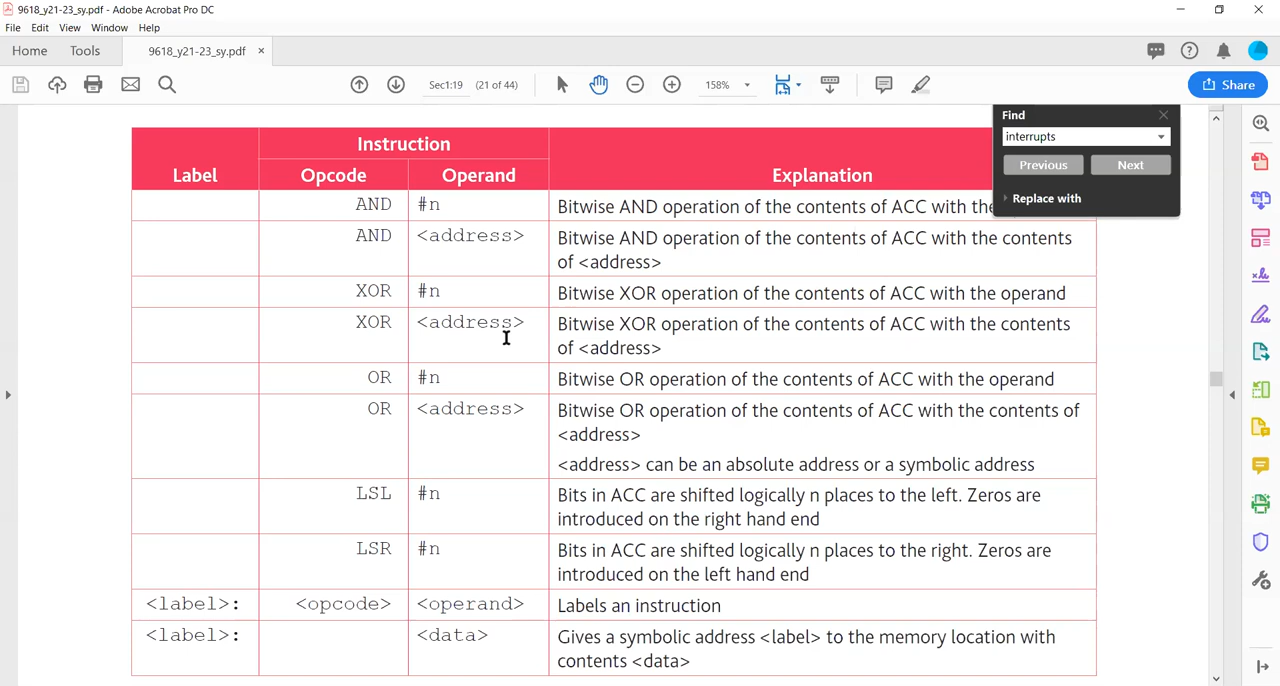 9618_y21-23_sy.pdf - Adobe Acrobat Pro DC
File Edit View Window Help
Home Tools 9618_y21-23_sy.pdf ×
Sec1:19 (21 of 44) 158% Share
Find
interrupts
Previous Next
Replace with
Label Instruction Explanation
Opcode Operand
AND #n Bitwise AND operation of the contents of ACC with the
AND <address> Bitwise AND operation of the contents of ACC with the contents
of <address>
XOR #n Bitwise XOR operation of the contents of ACC with the operand
XOR <address> Bitwise XOR operation of the contents of ACC with the contents
of <address>
OR #n Bitwise OR operation of the contents of ACC with the operand
OR <address> Bitwise OR operation of the contents of ACC with the contents of
<address>
<address> can be an absolute address or a symbolic address
LSL #n Bits in ACC are shifted logically n places to the left. Zeros are
introduced on the right hand end
LSR #n Bits in ACC are shifted logically n places to the right. Zeros are
introduced on the left hand end
<label>: <opcode> <operand> Labels an instruction
<label>: <data> Gives a symbolic address <label> to the memory location with
contents <data>